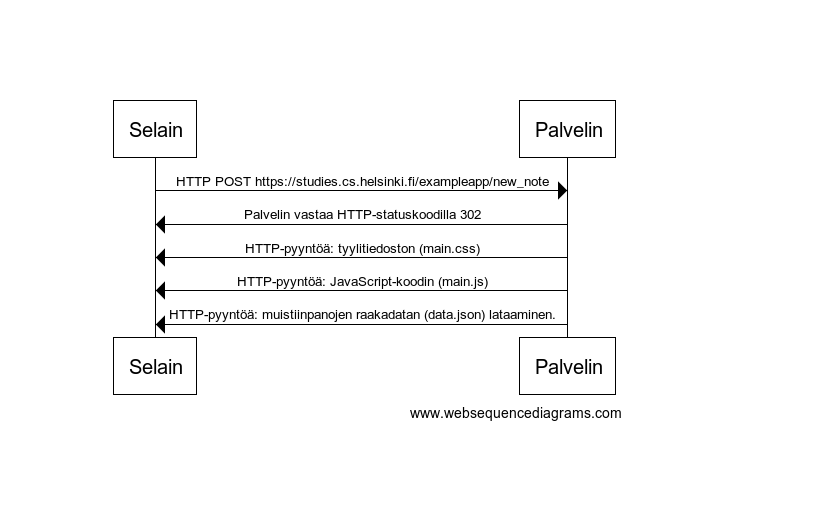 Selain
Palvelin
HTTP POST https://studies.cs.helsinki.fi/exampleapp/new_note
Palvelin vastaa HTTP-statuskoodilla 302
HTTP-pyyntöä: tyylitiedoston (main.css)
HTTP-pyyntöä: JavaScript-koodin (main.js)
HTTP-pyyntöä: muistiinpanojen raakadatan (data.json) lataaminen.
Selain
Palvelin
www.websequencediagrams.com